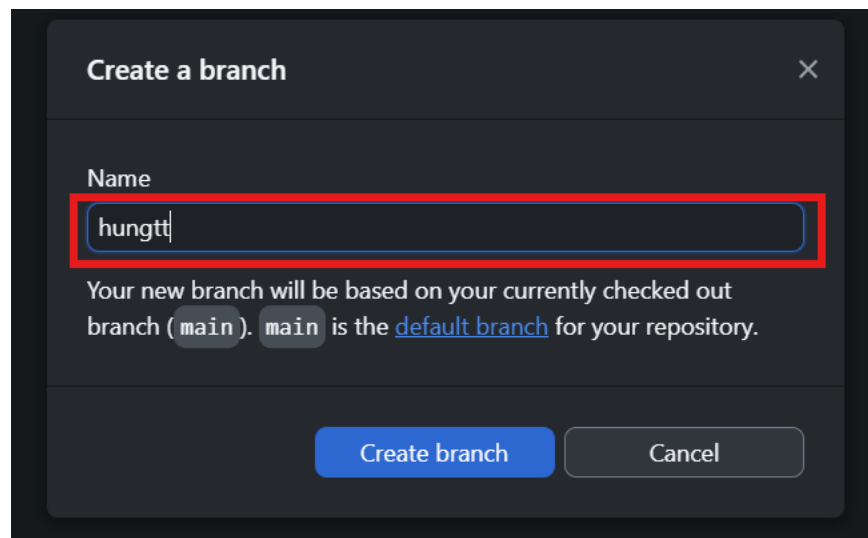 Create a branch
Name
hungtt
Your new branch will be based on your currently checked out
branch (main). main is the default branch for your repository.
Create branch
Cancel